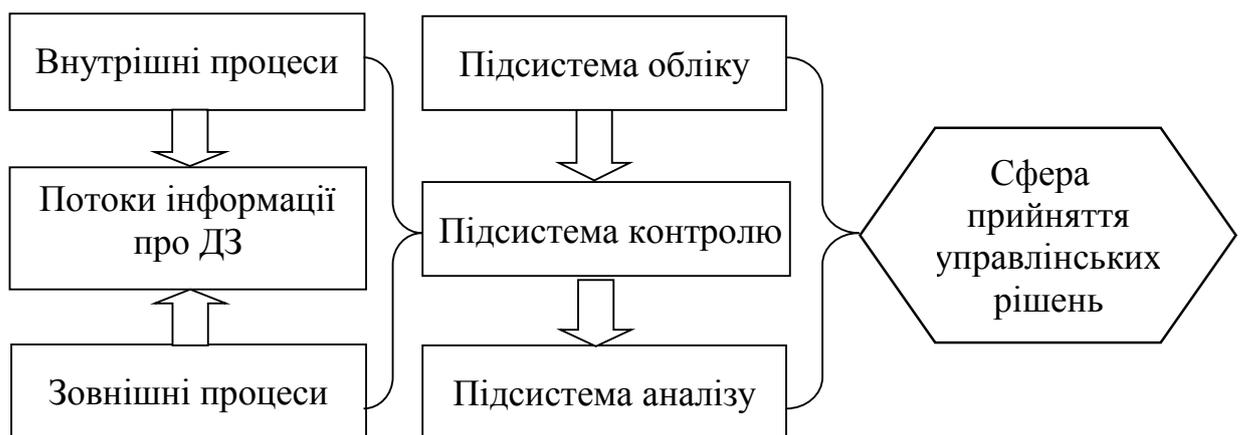 Внутрішні процеси
Потоки інформації
про ДЗ
Зовнішні процеси
Підсистема обліку
Підсистема контролю
Підсистема аналізу
Сфера
прийняття
управлінських
рішень